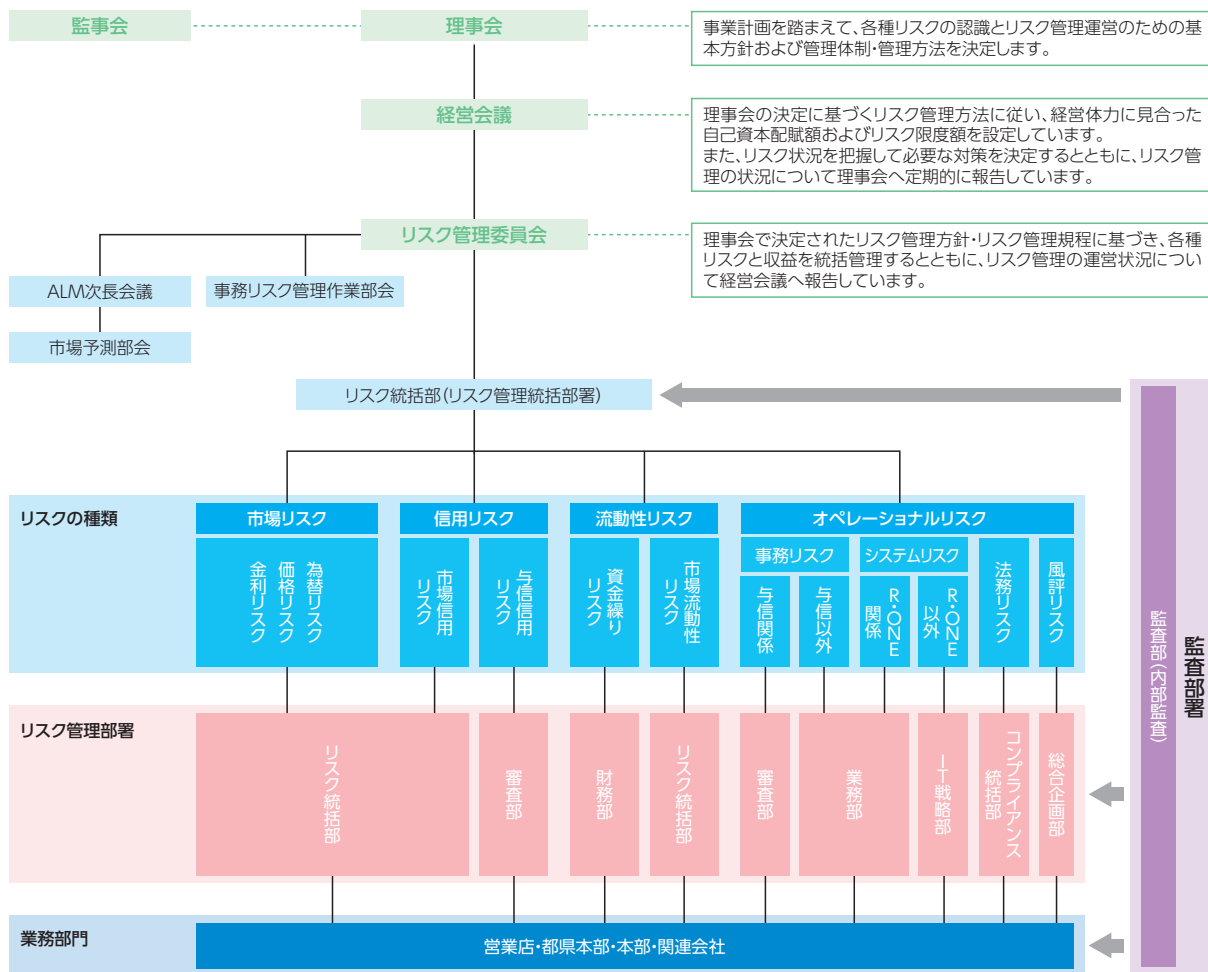 監事会
理事会
事業計画を踏まえて、各種リスクの認識とリスク管理運営のための基
本方針および管理体制・管理方法を決定します。
経営会議
理事会の決定に基づくリスク管理方法に従い、経営体力に見合った
自己資本配賦額およびリスク限度額を設定しています。
また、リスク状況を把握して必要な対策を決定するとともに、リスク管
理の状況について理事会へ定期的に報告しています。
リスク管理委員会
理事会で決定されたリスク管理方針・リスク管理規程に基づき、各種
リスクと収益を統括管理するとともに、リスク管理の運営状況につい
て経営会議へ報告しています。
ALM次長会議
事務リスク管理作業部会
市場予測部会
リスク統括部(リスク管理統括部署)
リスクの種類
市場リスク
信用リスク
流動性リスク
オペレーショナルリスク
為替リスク
価格リスク
金利リスク
市場信用
リスク
与信信用
リスク
資金繰り
リスク
市場流動性
リスク
事務リスク
システムリスク
与信関係
与信以外
R・ONE
関係
R・ONE
以外
法務リスク
風評リスク
リスク管理部署
リスク統括部
審査部
財務部
リスク統括部
審査部
業務部
IT戦略部
コンプライアンス
統括部
総合企画部
業務部門
営業店・都県本部・本部・関連会社
監査部(内部監査)
監査部署